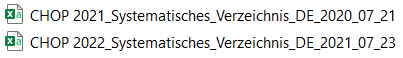 CHOP 2021_Systematisches_Verzeichnis_DE_2020_07_21
CHOP 2022_Systematisches_Verzeichnis_DE_2021_07_23